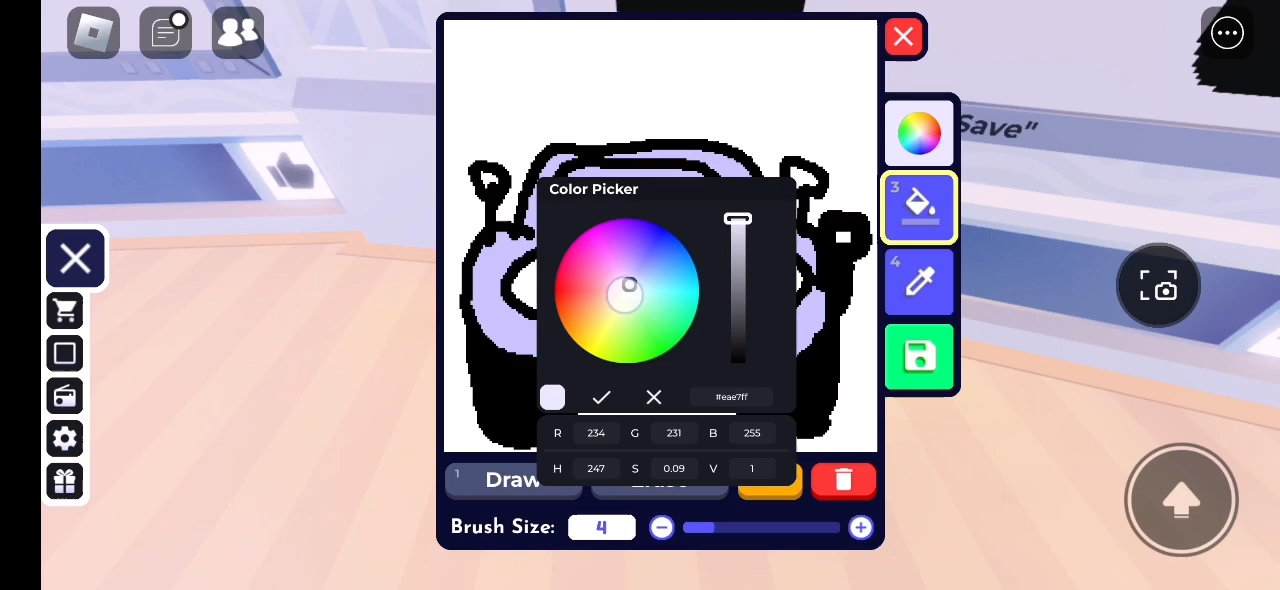 Save"
Color Picker
3
4
#eae7ff
R 234 G 231 B 255
H 247 S 0.09 V 1
1 Draw
Brush Size: 4